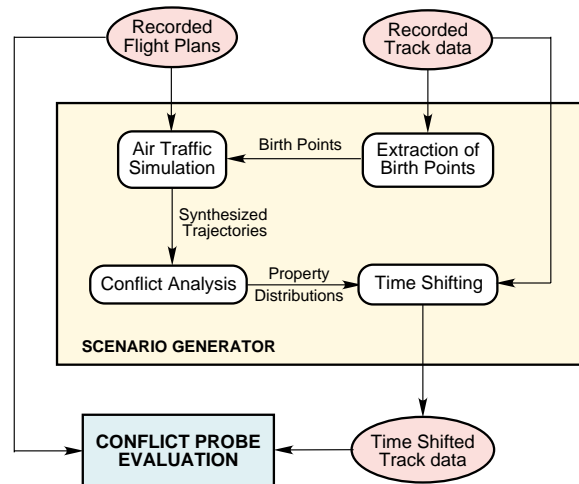 Recorded
Flight Plans
Recorded
Track data
Air Traffic
Simulation
Birth Points
Extraction of
Birth Points
Synthesized
Trajectories
Conflict Analysis
Property
Distributions
Time Shifting
SCENARIO GENERATOR
CONFLICT PROBE
EVALUATION
Time Shifted
Track data